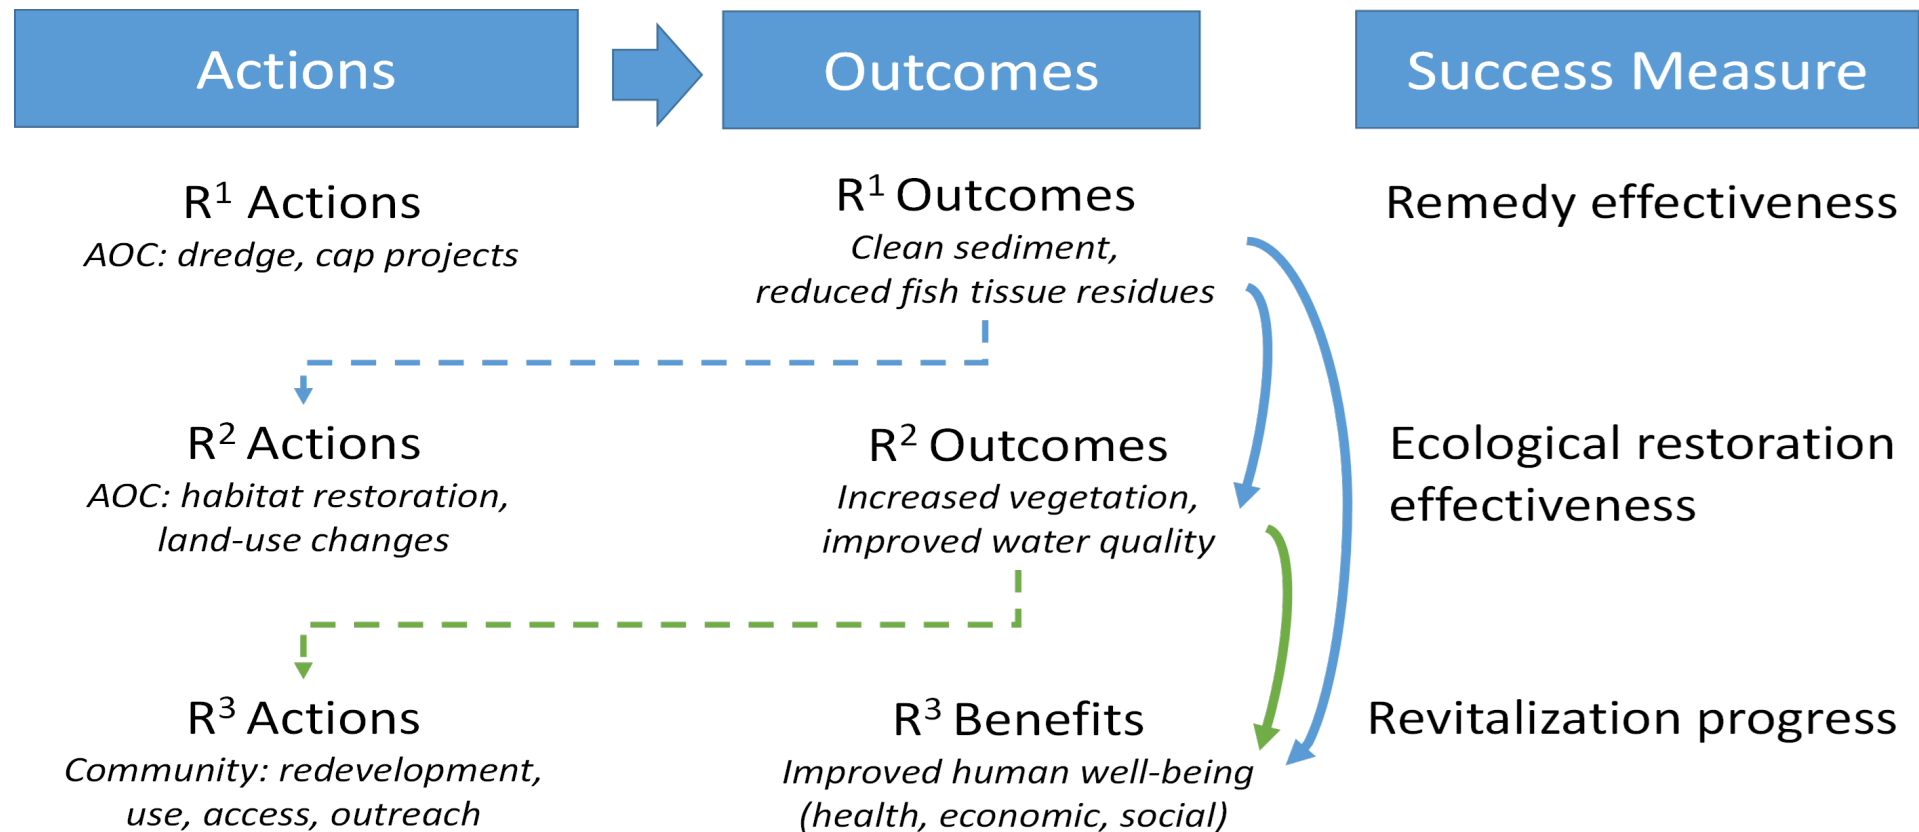 Actions
Outcomes
Success Measure
R¹ Actions
AOC: dredge, cap projects
R¹ Outcomes
Clean sediment,
reduced fish tissue residues
Remedy effectiveness
R² Actions
AOC: habitat restoration,
land-use changes
R² Outcomes
Increased vegetation,
improved water quality
Ecological restoration
effectiveness
R³ Actions
Community: redevelopment,
use, access, outreach
R³ Benefits
Improved human well-being
(health, economic, social)
Revitalization progress